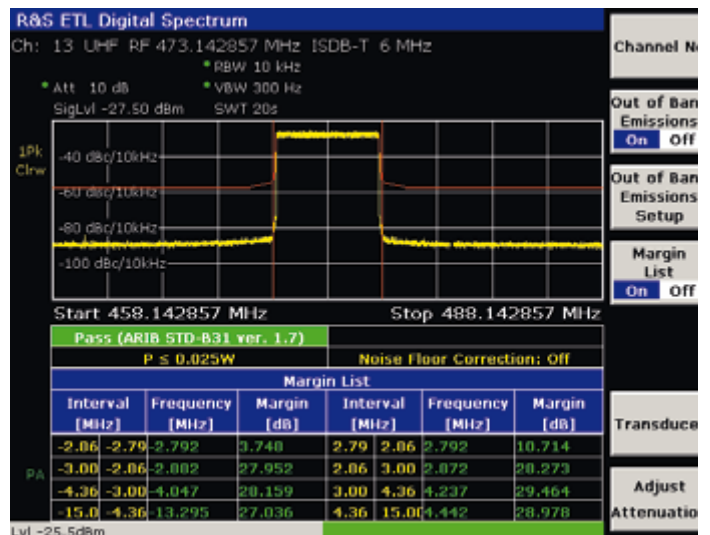 R&S ETL Digital Spectrum
Ch: 13 UHF RF 473.142857 MHz ISDB-T 6 MHz
RBW 10 kHz
Att 10 dB VBW 300 Hz
SigLvl -27.50 dBm SWT 20s
1Pk
Clrw
-40 dBc/10kHz
-60 dBc/10kHz
-80 dBc/10kHz
-100 dBc/10kHz
Start 458.142857 MHz Stop 488.142857 MHz
Pass (ARIB STD-B31 ver. 1.7)
P ≤ 0.025W Noise Floor Correction: Off
Margin List
Interval [MHz] Frequency [MHz] Margin [dB] Interval [MHz] Frequency [MHz] Margin [dB]
-2.86 -2.79 -2.792 3.748 2.79 2.86 2.792 10.714
-3.00 -2.86 -2.882 27.952 2.86 3.00 2.872 28.273
-4.36 -3.00 -4.047 28.159 3.00 4.36 4.237 29.464
-15.0 -4.36 -13.295 27.036 4.36 15.00 4.442 28.978
PA
Lvl -25.5dBm
Channel N
Out of Ban
Emissions
On Off
Out of Ban
Emissions
Setup
Margin
List
On Off
Transduce
Adjust
Attenuatio